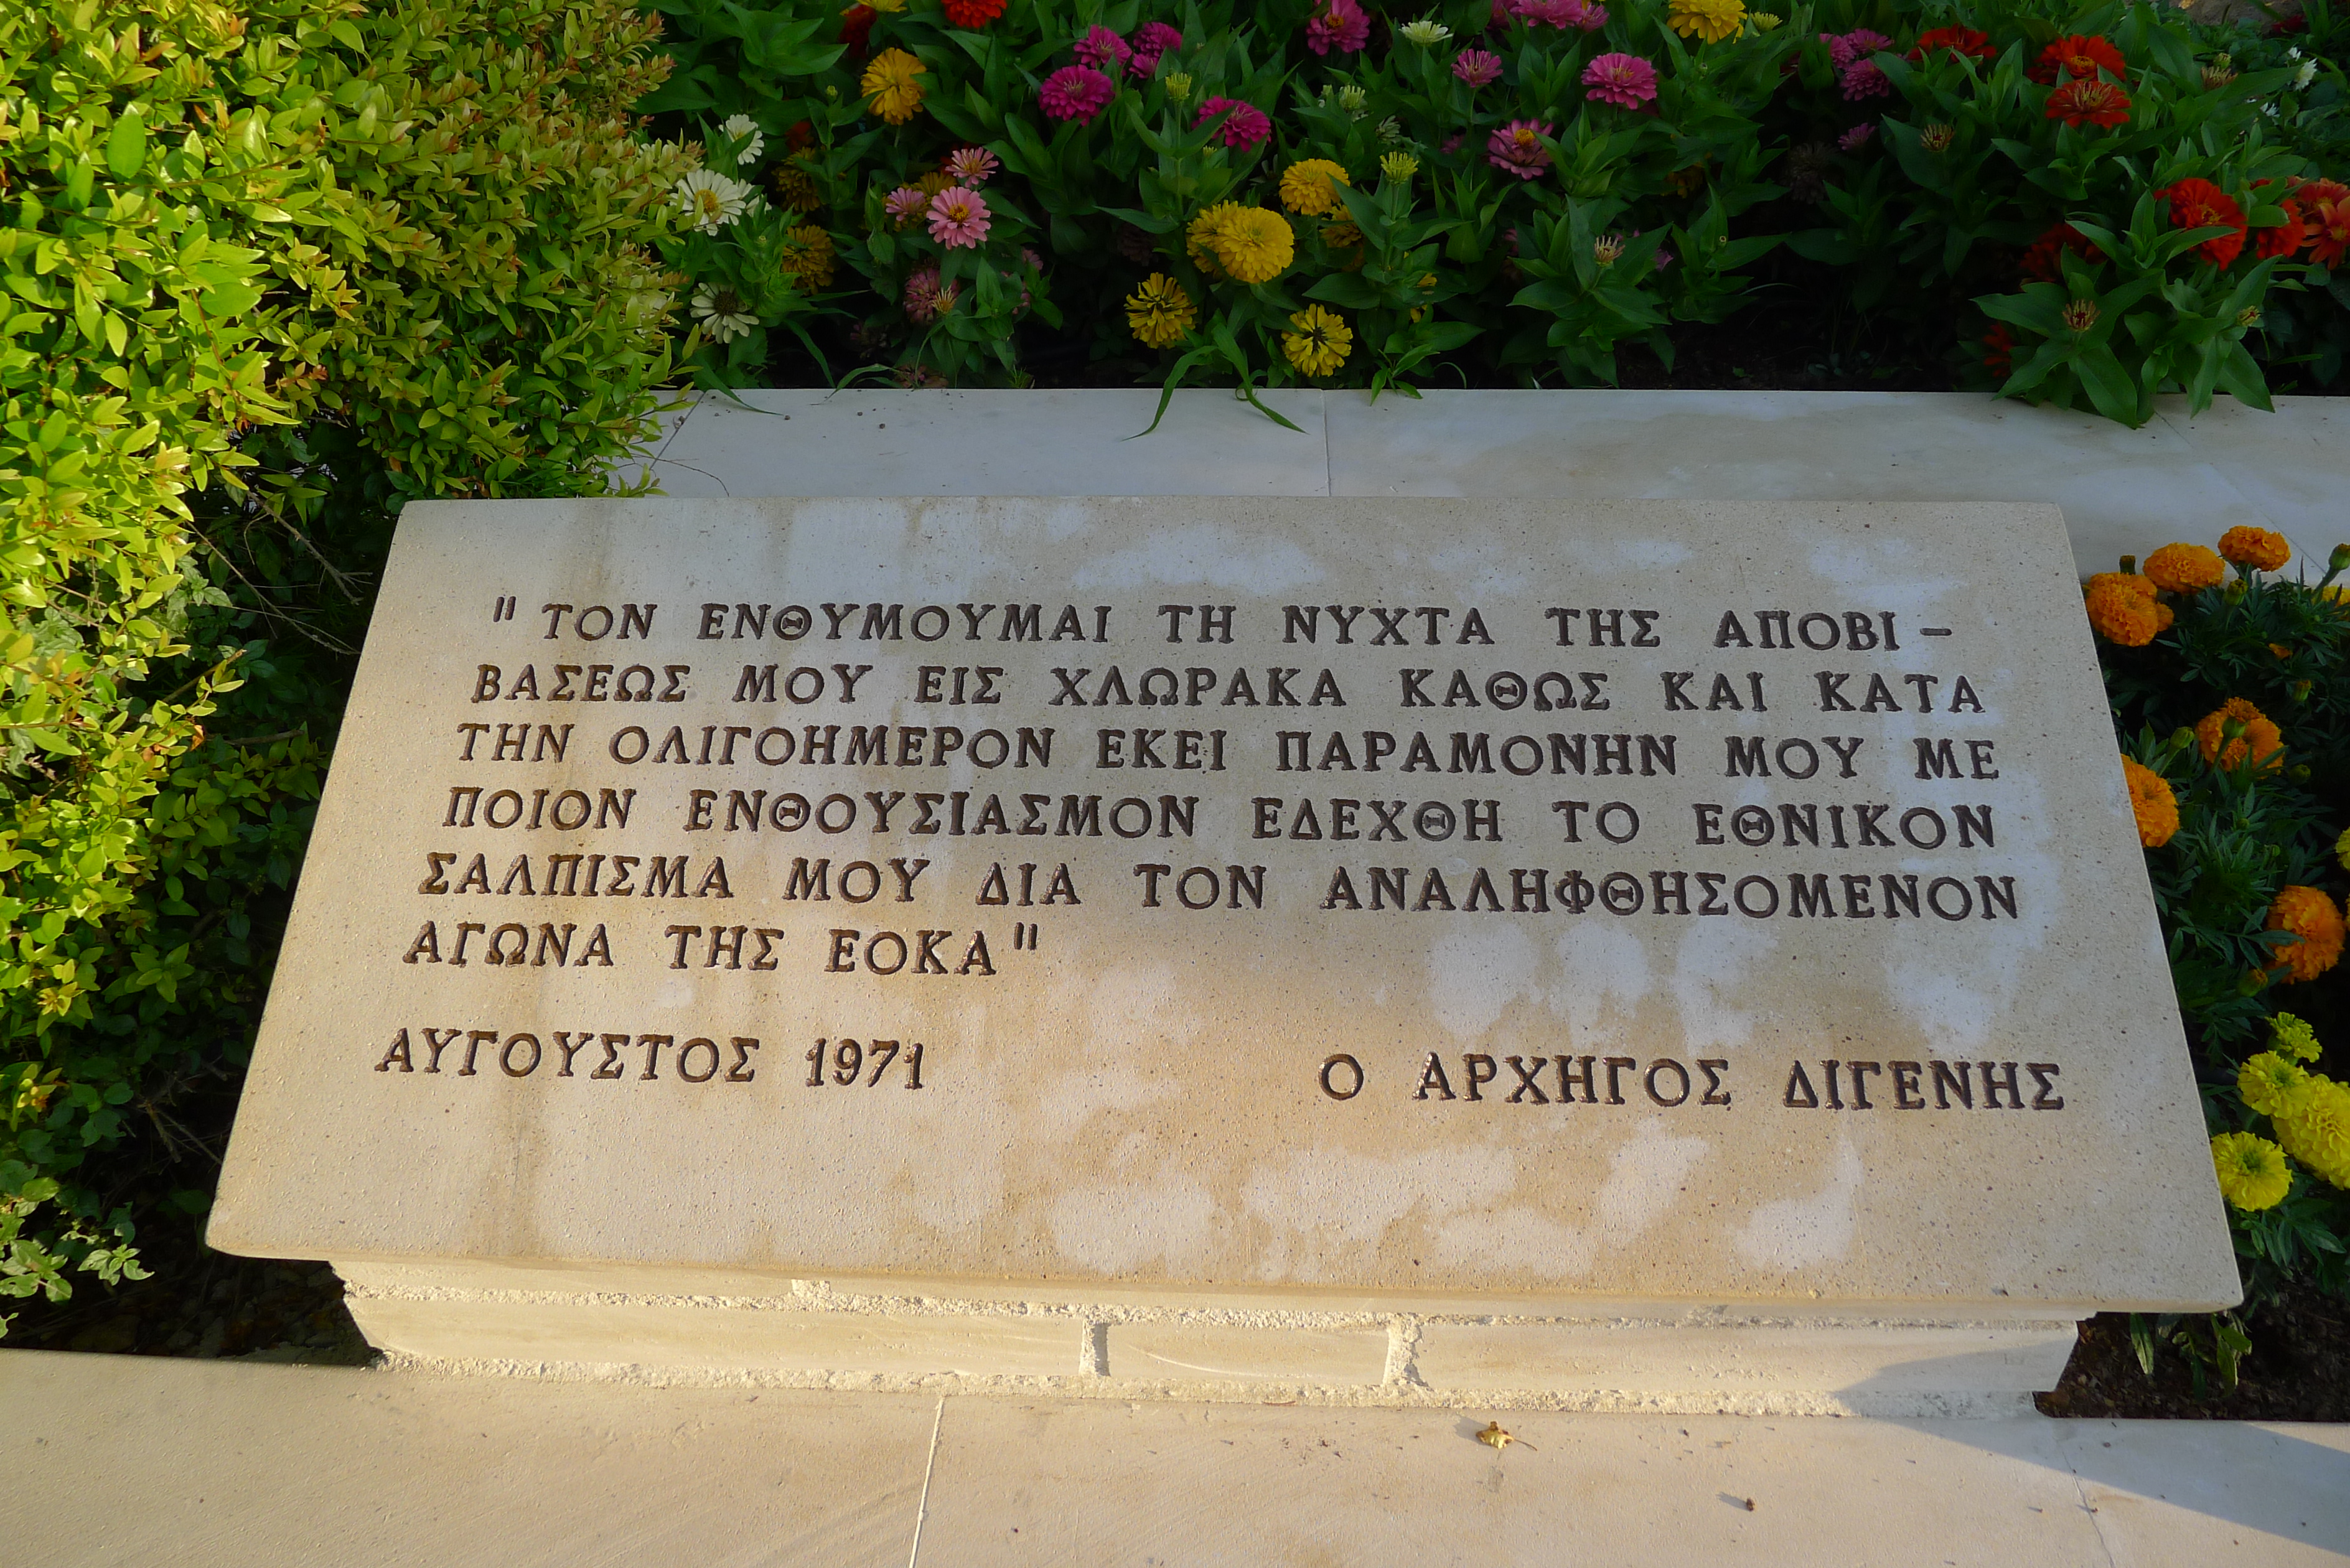 "ΤΟΝ ΕΝΘΥΜΟΥΜΑΙ ΤΗ ΝΥΧΤΑ ΤΗΣ ΑΠΟΒΙ-
ΒΑΣΕΩΣ ΜΟΥ ΕΙΣ ΧΛΩΡΑΚΑ ΚΑΘΩΣ ΚΑΙ ΚΑΤΑ
ΤΗΝ ΟΛΙΓΟΗΜΕΡΟΝ ΕΚΕΙ ΠΑΡΑΜΟΝΗΝ ΜΟΥ ΜΕ
ΠΟΙΟΝ ΕΝΘΟΥΣΙΑΣΜΟΝ ΕΔΕΧΘΗ ΤΟ ΕΘΝΙΚΟΝ
ΣΑΛΠΙΣΜΑ ΜΟΥ ΔΙΑ ΤΟΝ ΑΝΑΛΗΦΘΗΣΟΜΕΝΟΝ
ΑΓΩΝΑ ΤΗΣ ΕΟΚΑ"
ΑΥΓΟΥΣΤΟΣ 1971 Ο ΑΡΧΗΓΟΣ ΔΙΓΕΝΗΣ